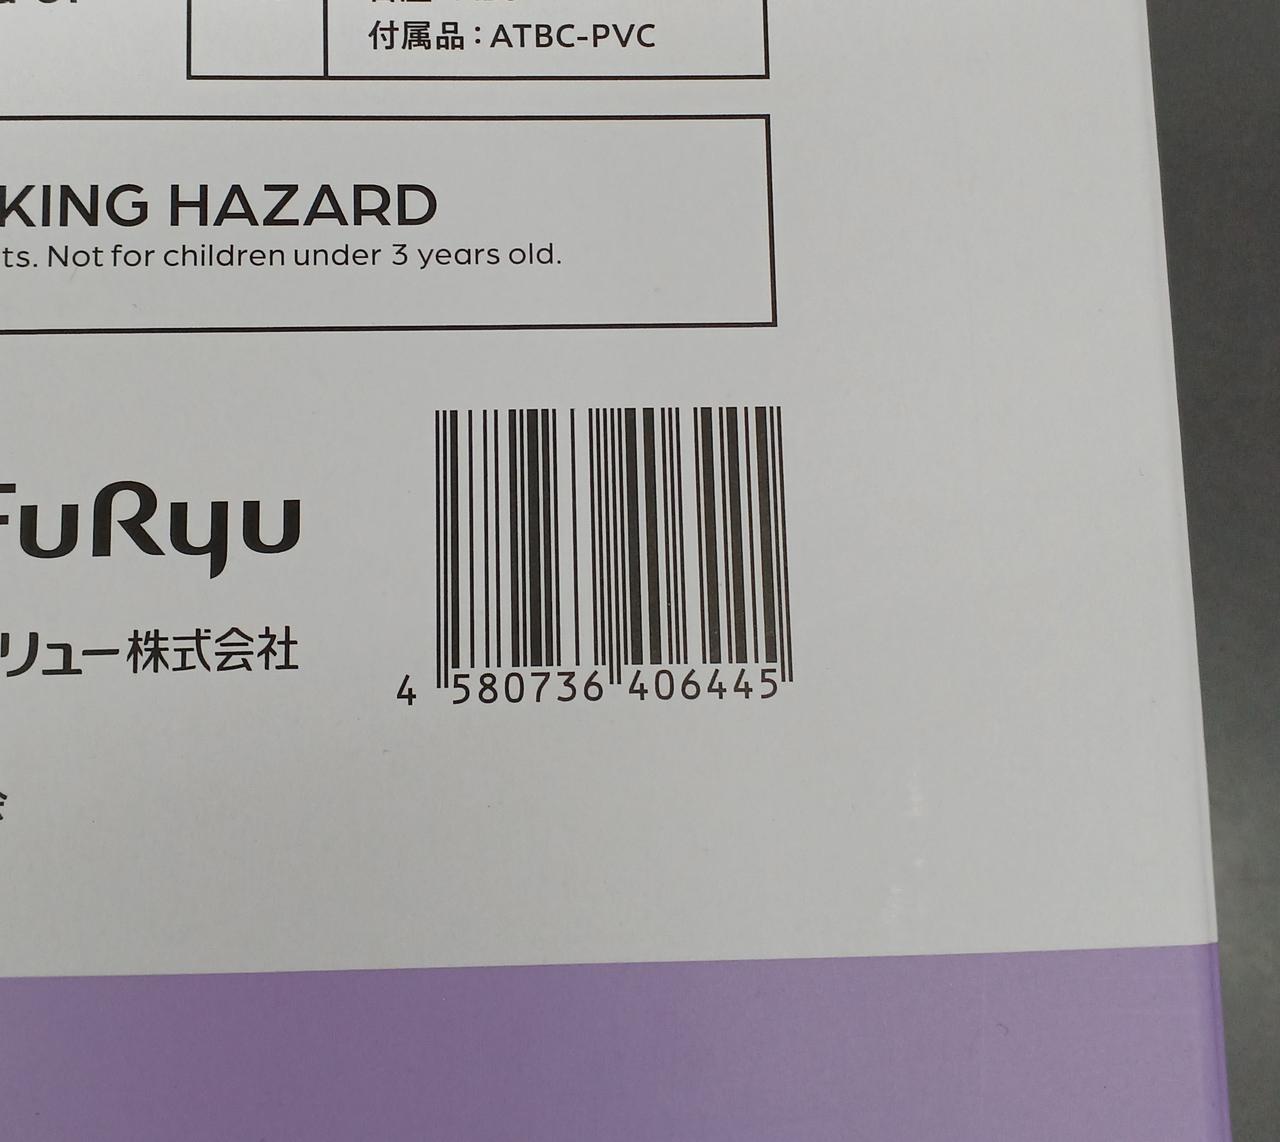 付属品：ATBC-PVC
KING HAZARD
ts. Not for children under 3 years old.
FuRyu
リュー株式会社
4 580736 406445